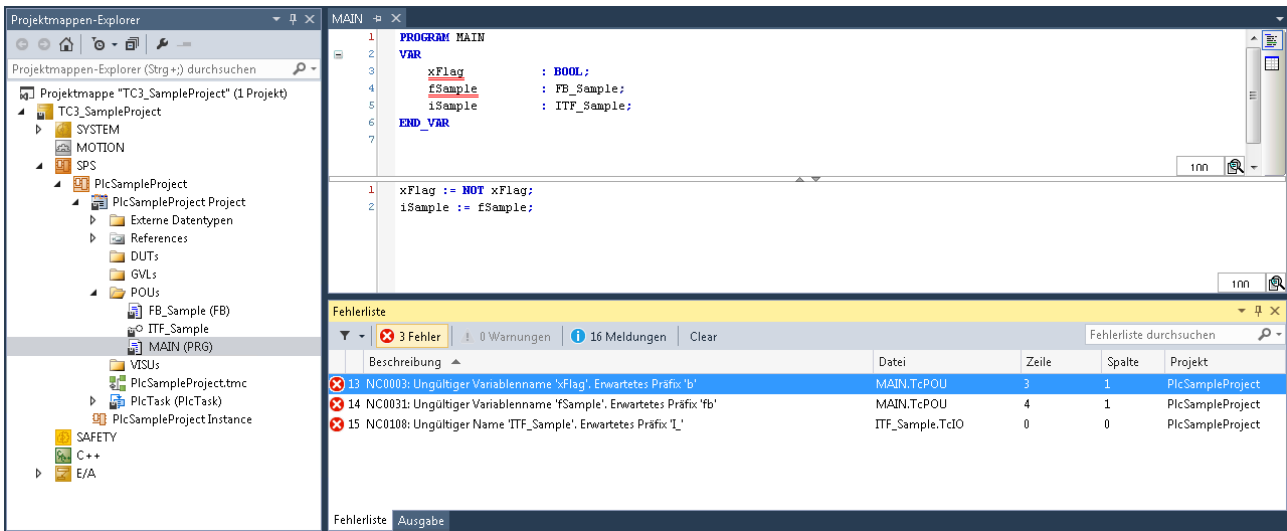 Projektmappen-Explorer
Projektmappen-Explorer (Strg+;) durchsuchen
Projektmappe "TC3_SampleProject" (1 Projekt)
TC3_SampleProject
SYSTEM
MOTION
SPS
PlcSampleProject
PlcSampleProject Project
Externe Datentypen
References
DUTs
GVLs
POUs
FB_Sample (FB)
ITF_Sample
MAIN (PRG)
VISUs
PlcSampleProject.tmc
PlcTask (PlcTask)
PlcSampleProject Instance
SAFETY
C++
E/A
MAIN
1 PROGRAM MAIN
2 VAR
3 xFlag : BOOL;
4 fSample : FB_Sample;
5 iSample : ITF_Sample;
6 END_VAR
7
100
1 xFlag := NOT xFlag;
2 iSample := fSample;
100
Fehlerliste
3 Fehler 0 Warnungen 16 Meldungen Clear Fehlerliste durchsuchen
Beschreibung Datei Zeile Spalte Projekt
13 NC0003: Ungültiger Variablenname 'xFlag'. Erwartetes Präfix 'b' MAIN.TcPOU 3 1 PlcSampleProject
14 NC0031: Ungültiger Variablenname 'fSample'. Erwartetes Präfix 'fb' MAIN.TcPOU 4 1 PlcSampleProject
15 NC0108: Ungültiger Name 'ITF_Sample'. Erwartetes Präfix 'I_' ITF_Sample.TcIO 0 0 PlcSampleProject
Fehlerliste Ausgabe